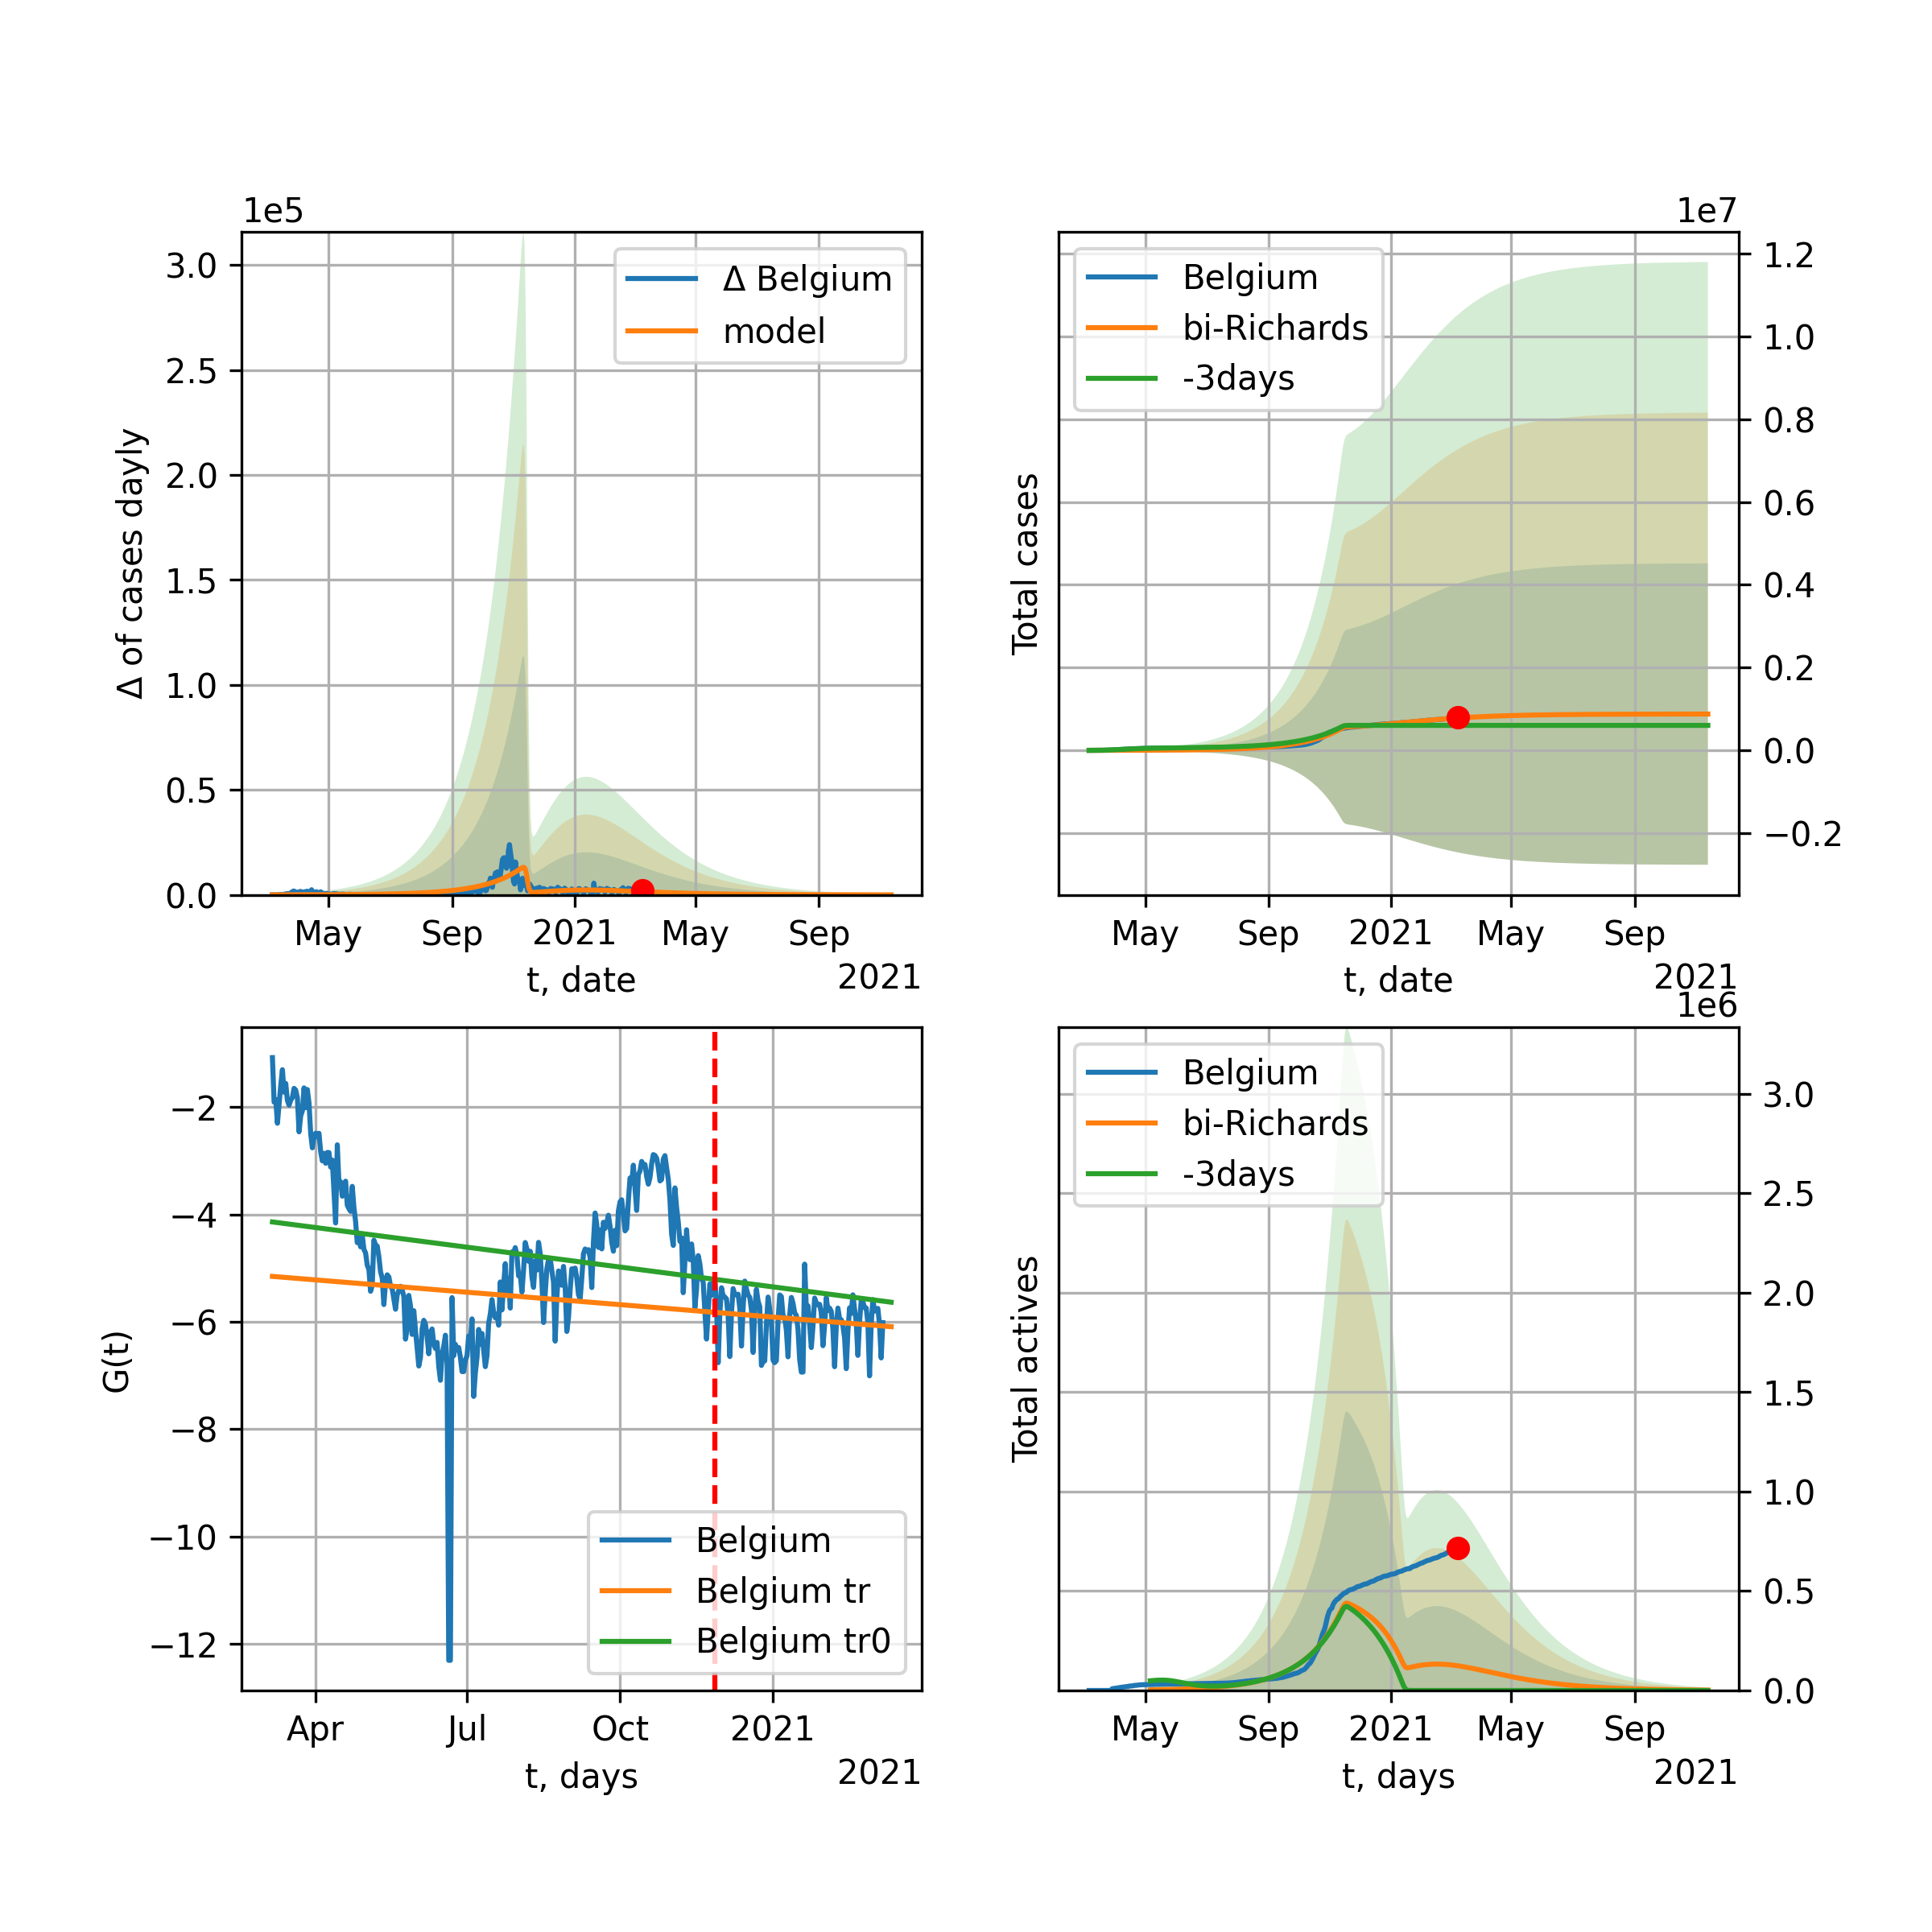 1e5
3.0
2.5
2.0
1.5
1.0
0.5
0.0
Δ of cases dayly
Δ Belgium
model
May
Sep
2021
May
Sep
t, date
2021
1e7
1.2
1.0
0.8
0.6
0.4
0.2
0.0
−0.2
Total cases
Belgium
bi-Richards
-3days
May
Sep
2021
May
Sep
t, date
2021
−2
−4
−6
−8
−10
−12
G(t)
Belgium
Belgium tr
Belgium tr0
Apr
Jul
Oct
2021
t, days
2021
1e6
3.0
2.5
2.0
1.5
1.0
0.5
0.0
Total actives
Belgium
bi-Richards
-3days
May
Sep
2021
May
Sep
t, days
2021